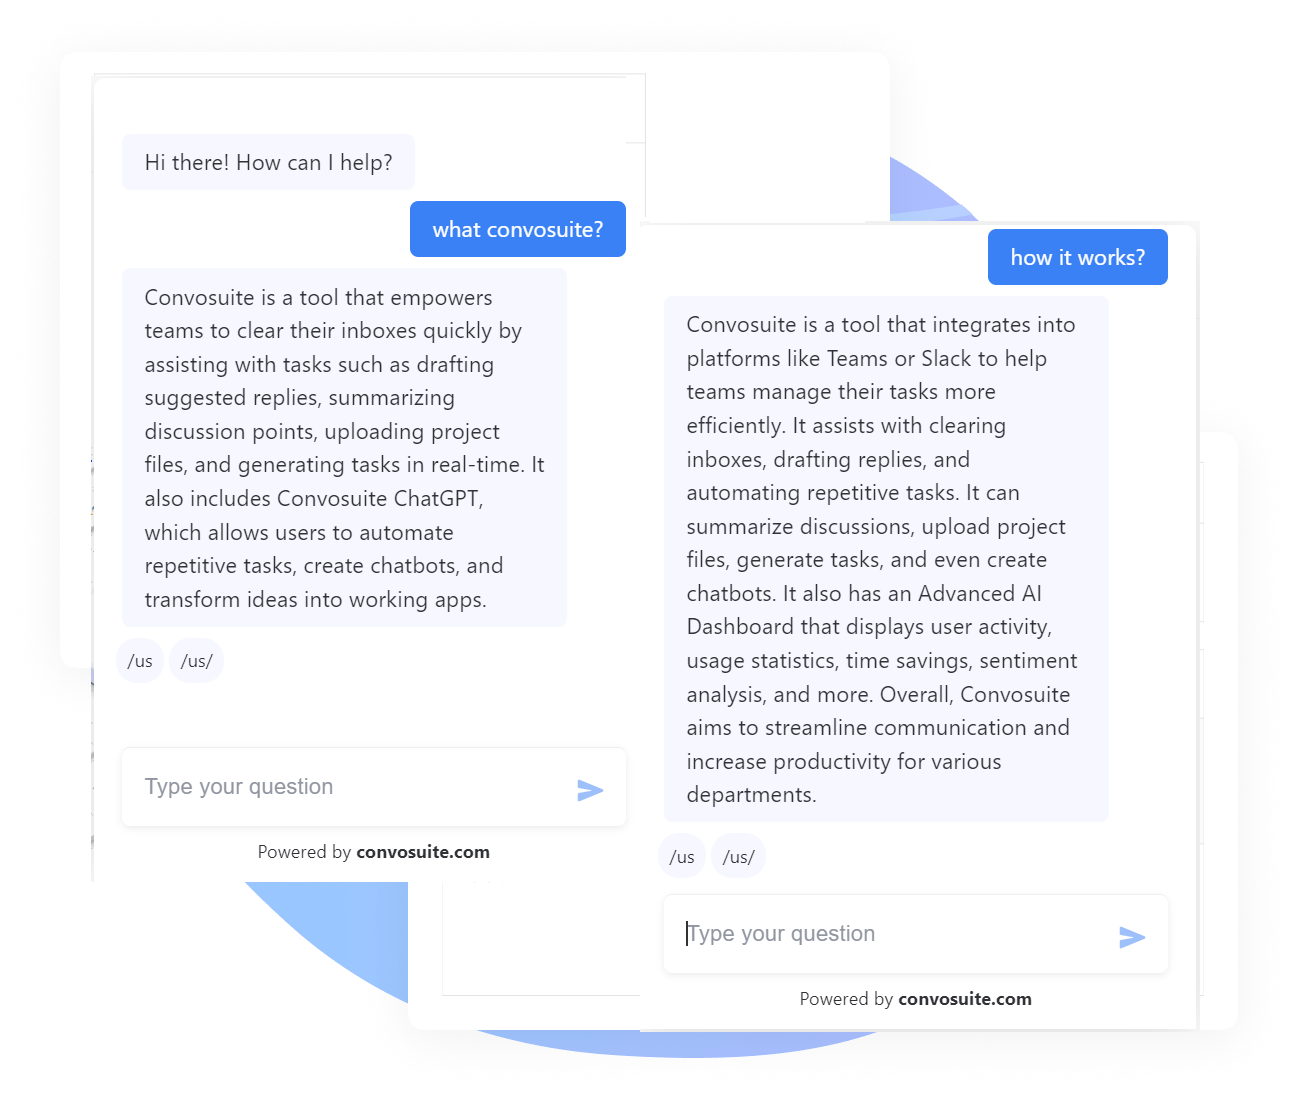 Hi there! How can I help?
what convosuite?
Convosuite is a tool that empowers
teams to clear their inboxes quickly by
assisting with tasks such as drafting
suggested replies, summarizing
discussion points, uploading project
files, and generating tasks in real-time. It
also includes Convosuite ChatGPT,
which allows users to automate
repetitive tasks, create chatbots, and
transform ideas into working apps.
/us /us/
Type your question
Powered by convosuite.com
how it works?
Convosuite is a tool that integrates into
platforms like Teams or Slack to help
teams manage their tasks more
efficiently. It assists with clearing
inboxes, drafting replies, and
automating repetitive tasks. It can
summarize discussions, upload project
files, generate tasks, and even create
chatbots. It also has an Advanced AI
Dashboard that displays user activity,
usage statistics, time savings, sentiment
analysis, and more. Overall, Convosuite
aims to streamline communication and
increase productivity for various
departments.
/us /us/
Type your question
Powered by convosuite.com